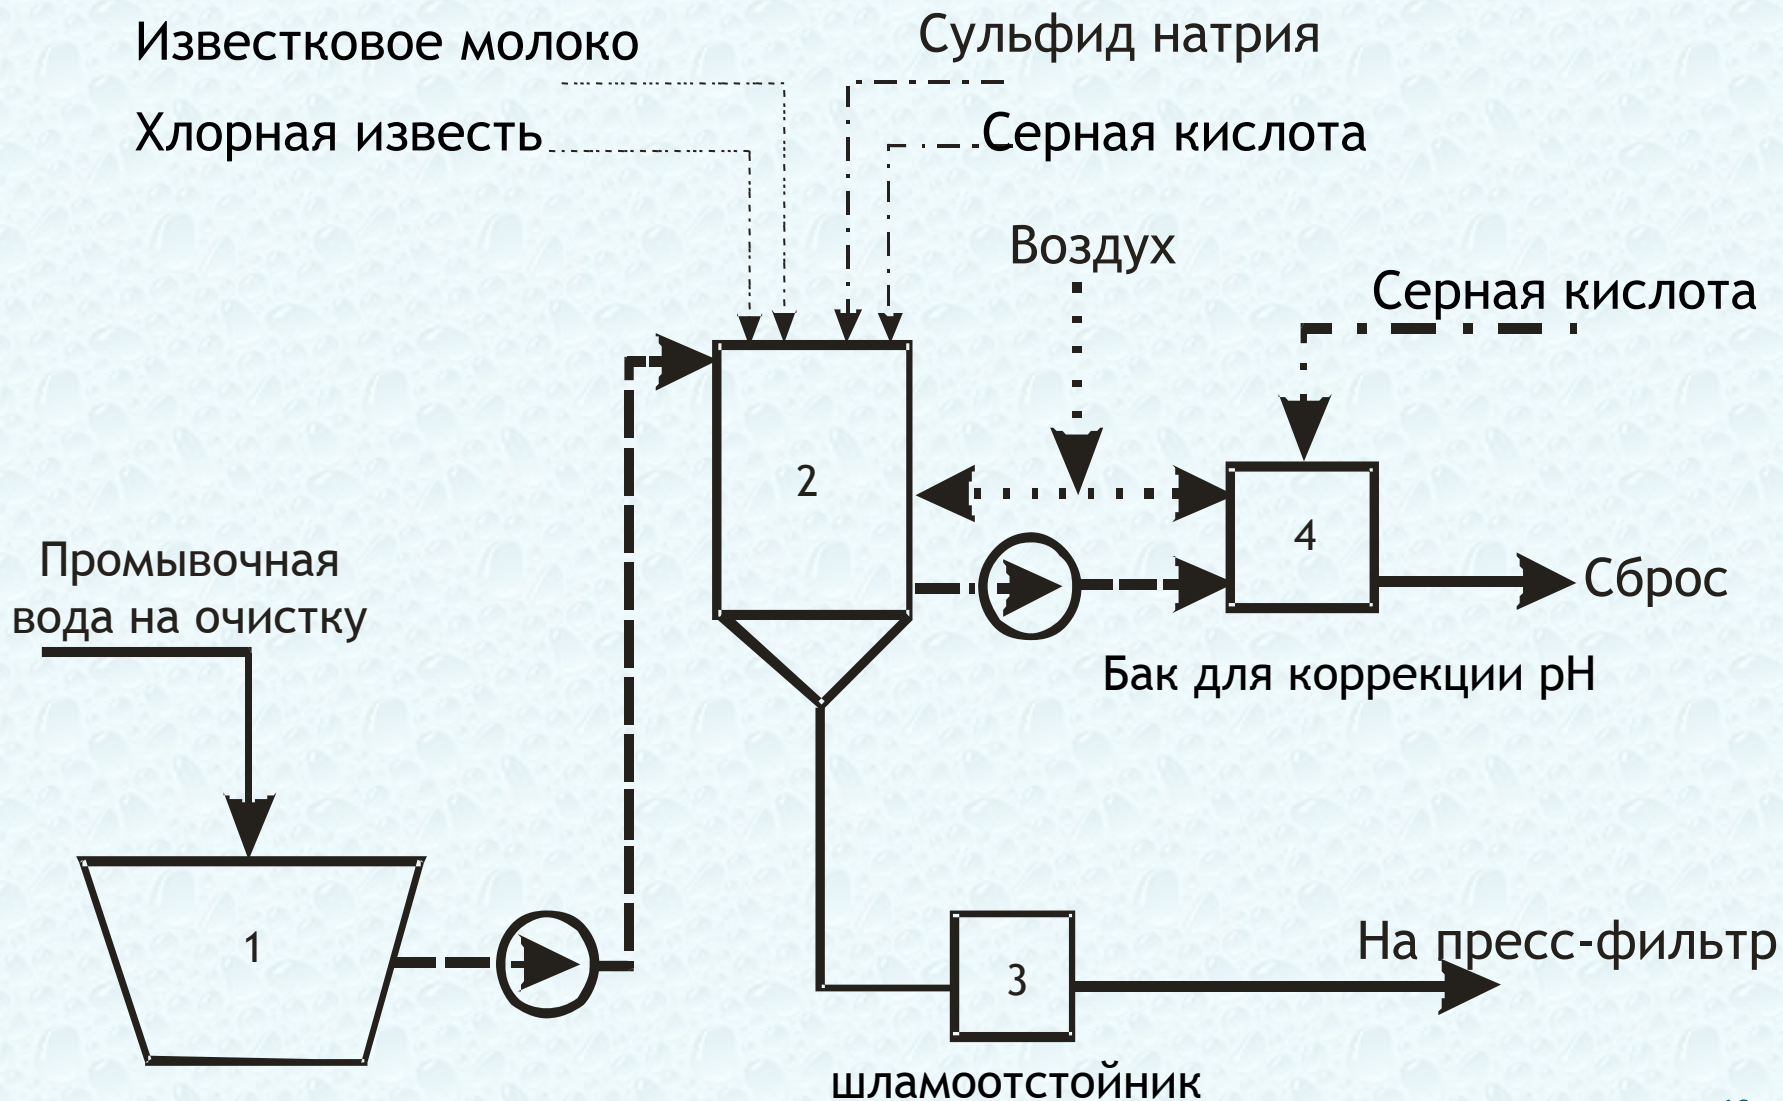 Известковое молоко
Сульфид натрия
Хлорная известь
Серная кислота
Воздух
Серная кислота
2
4
Промывочная
вода на очистку
Сброс
Бак для коррекции pH
1
На пресс-фильтр
3
шламоотстойник